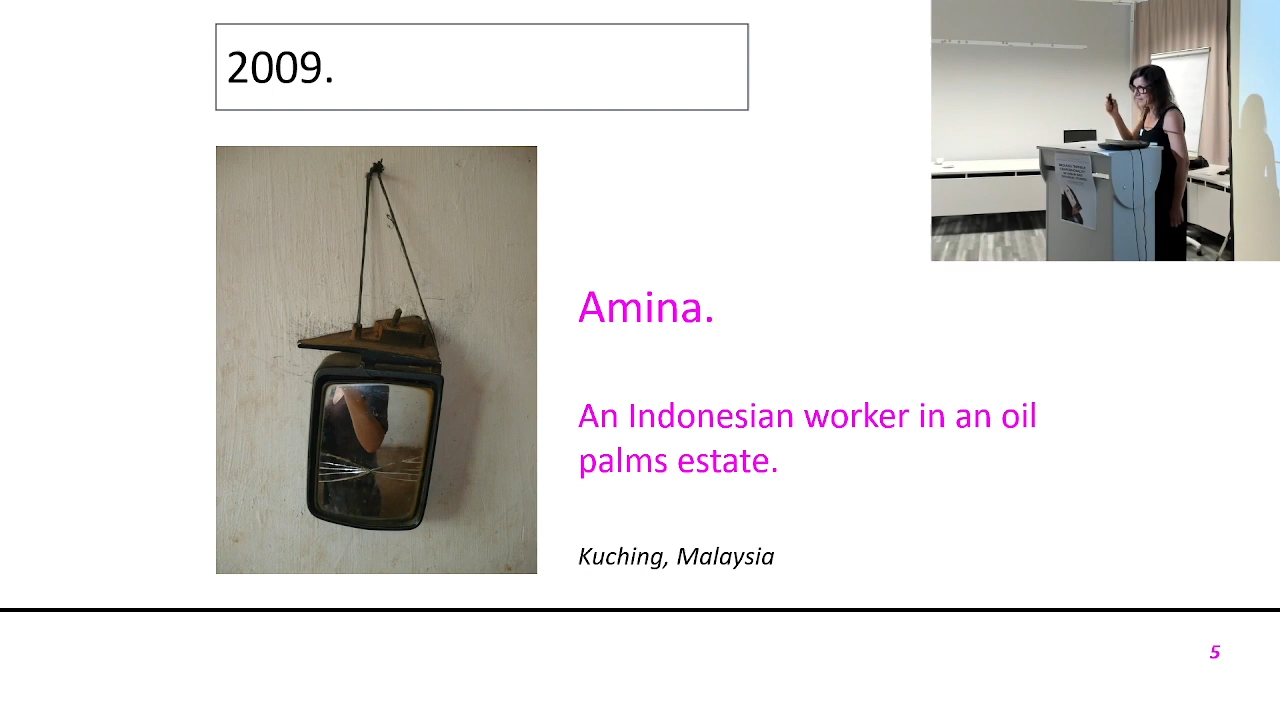 2009.
Amina.
An Indonesian worker in an oil
palms estate.
Kuching, Malaysia
5